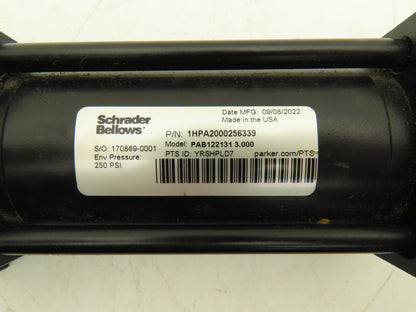 Schrader
Bellows
Date MFG: 09/08/2022
Made in the USA
P/N: 1HPA2000256339
S/O: 170869-0001
Model: PAB122131 3.000
Env Pressure:
250 PSI
PTS ID: YRSHPLD7
parker.com/PTS